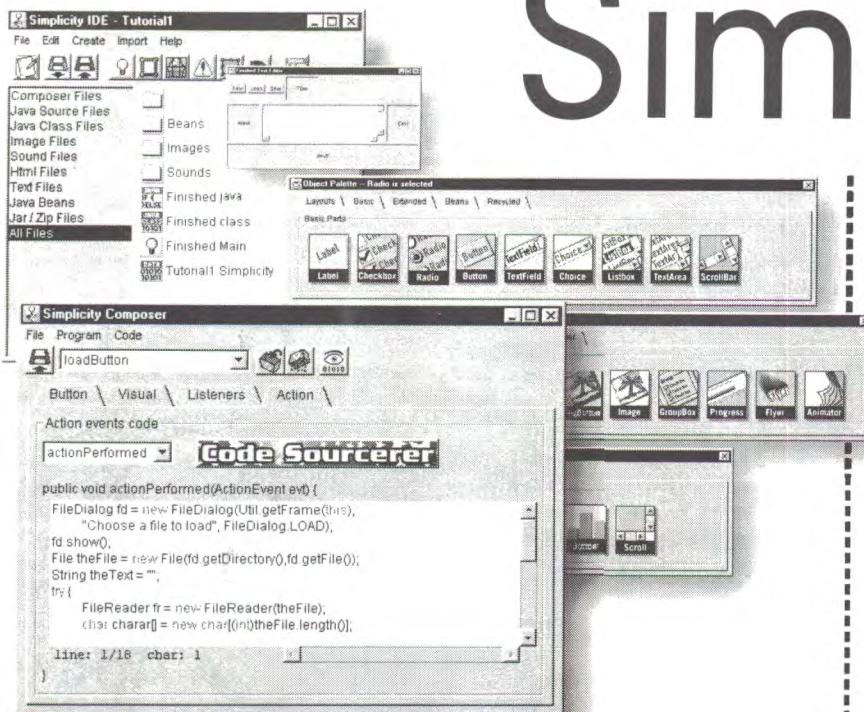 Sim
Simplicity IDE - Tutorial1
File Edit Create Import Help
Composer Files
Java Source Files
Java Class Files
Image Files
Sound Files
Html Files
Text Files
Java Beans
Jar / Zip Files
All Files
Beans
Images
Sounds
Finished java
Finished class
Finished Main
Tutorial1 Simplicity
Finished Text Editor
Object Palette -- Radio is selected
Layouts \ Basic \ Extended \ Beans \ Recycled \
Basic Parts
Label Checkbox Radio Button TextField Choice Listbox TextArea ScrollBar
Image GroupBox Progress Flyer Animator
Scroll
Simplicity Composer
File Program Code
loadButton
Button \ Visual \ Listeners \ Action \
Action events code
actionPerformed
Code Sourcerer
public void actionPerformed(ActionEvent evt) {
FileDialog fd = new FileDialog(Util.getFrame(this),
"Choose a file to load", FileDialog.LOAD);
fd.show();
File theFile = new File(fd.getDirectory(),fd.getFile());
String theText = "";
try {
FileReader fr = new FileReader(theFile);
char charar[] = new char[(int)theFile.length()];
line: 1/18 char: 1
}